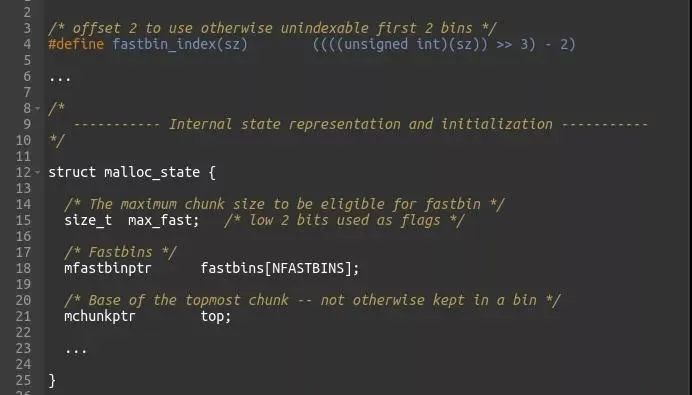 1
2
3 /* offset 2 to use otherwise unindexable first 2 bins */
4 #define fastbin_index(sz)        ((((unsigned int)(sz)) >> 3) - 2)
5
6 ...
7
8 /*
9    ----------- Internal state representation and initialization -----------
10 */
11
12 struct malloc_state {
13
14   /* The maximum chunk size to be eligible for fastbin */
15   size_t  max_fast;   /* low 2 bits used as flags */
16
17   /* Fastbins */
18   mfastbinptr      fastbins[NFASTBINS];
19
20   /* Base of the topmost chunk -- not otherwise kept in a bin */
21   mchunkptr        top;
22
23   ...
24
25 }
26